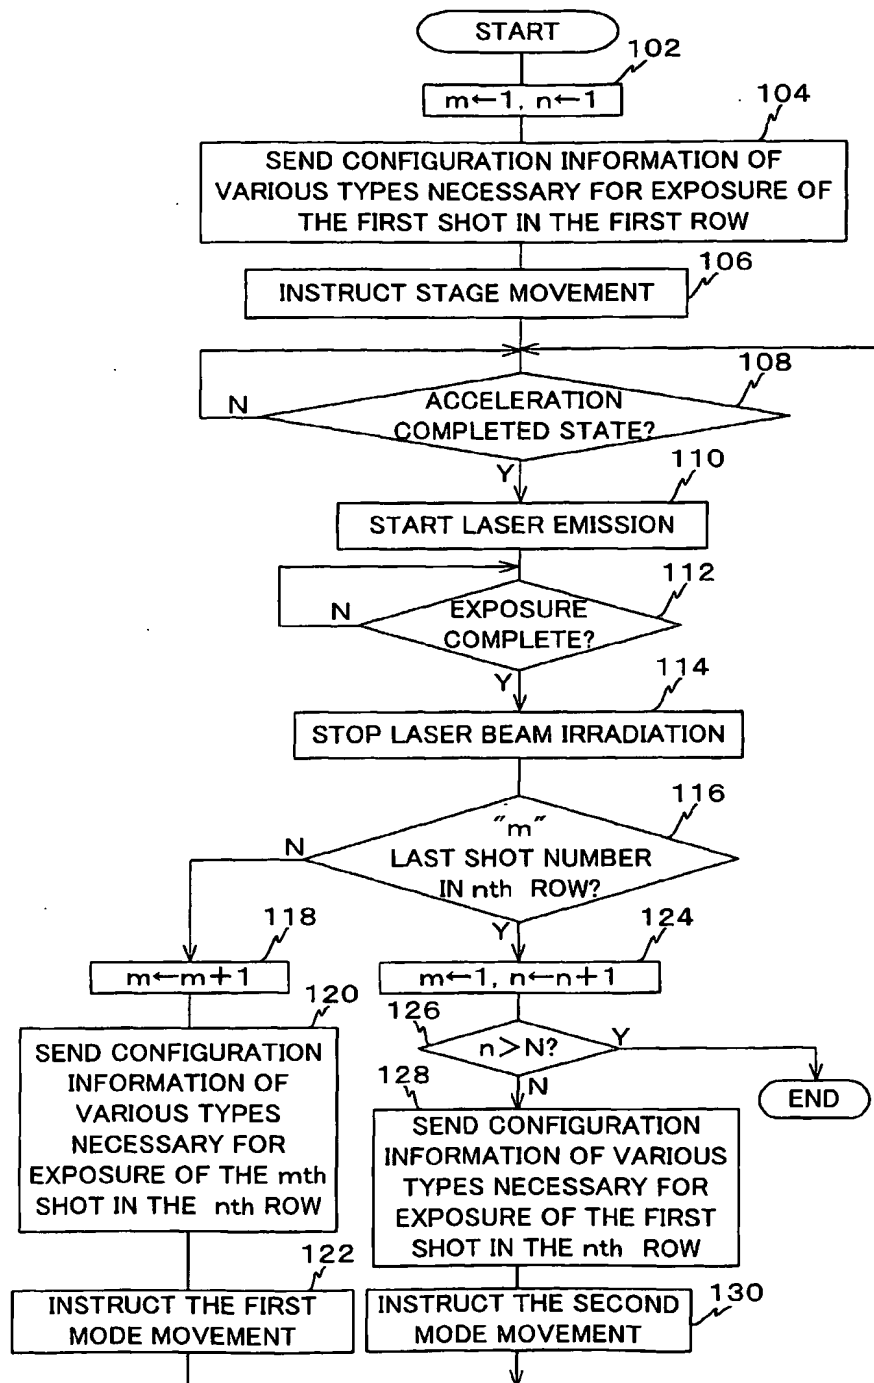 START
102
m←1, n←1
104
SEND CONFIGURATION INFORMATION OF
VARIOUS TYPES NECESSARY FOR EXPOSURE OF
THE FIRST SHOT IN THE FIRST ROW
106
INSTRUCT STAGE MOVEMENT
108
N
ACCELERATION
COMPLETED STATE?
Y
110
START LASER EMISSION
112
N
EXPOSURE
COMPLETE?
Y
114
STOP LASER BEAM IRRADIATION
116
N
"m"
LAST SHOT NUMBER
IN nth ROW?
Y
118
m←m+1
124
m←1, n←n+1
120
SEND CONFIGURATION
INFORMATION OF
VARIOUS TYPES
NECESSARY FOR
EXPOSURE OF THE mth
SHOT IN THE nth ROW
126
n>N?
Y
N
END
128
SEND CONFIGURATION
INFORMATION OF VARIOUS
TYPES NECESSARY FOR
EXPOSURE OF THE FIRST
SHOT IN THE nth ROW
122
INSTRUCT THE FIRST
MODE MOVEMENT
130
INSTRUCT THE SECOND
MODE MOVEMENT